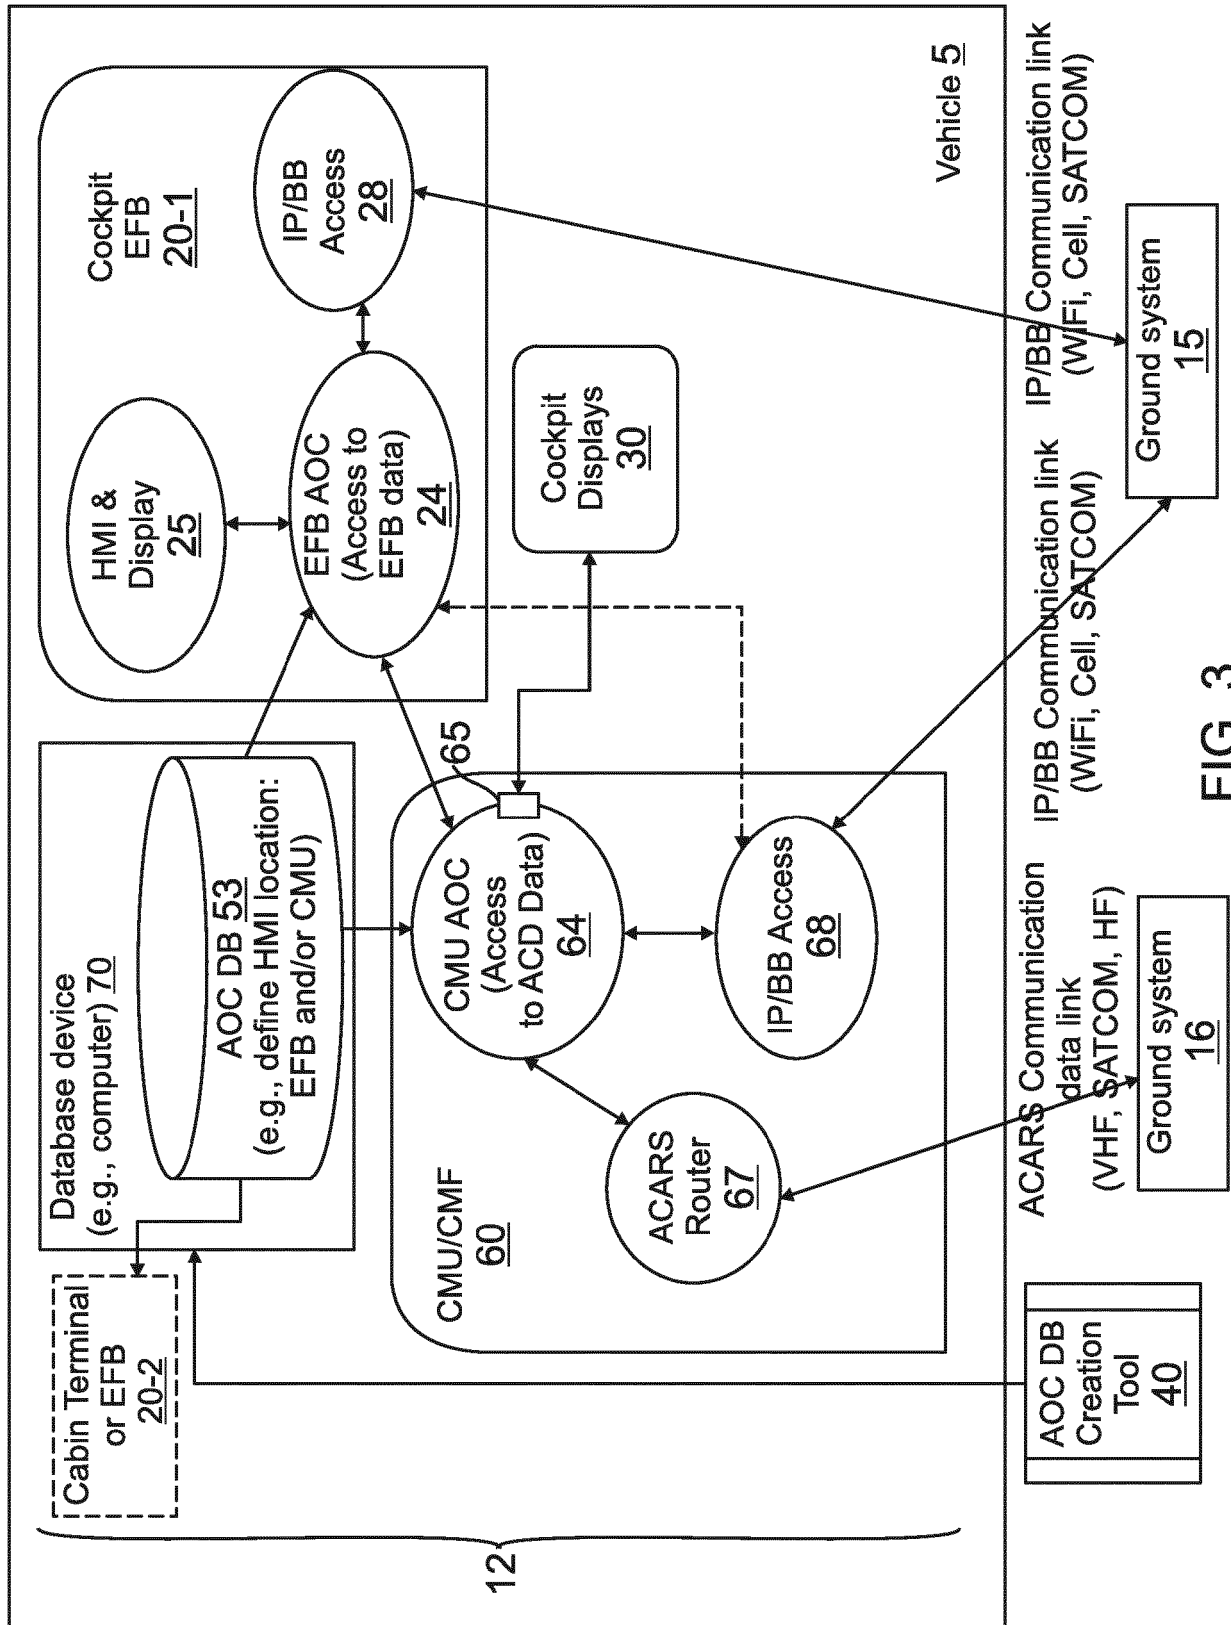 Cabin Terminal
or EFB
20-2
Database device
(e.g., computer) 70
AOC DB 53
(e.g., define HMI location:
EFB and/or CMU)
HMI &
Display
25
Cockpit
EFB
20-1
EFB AOC
(Access to
EFB data)
24
IP/BB
Access
28
12
CMU/CMF
60
65
CMU AOC
(Access
to ACD Data)
64
ACARS
Router
67
IP/BB Access
68
Cockpit
Displays
30
Vehicle 5
AOC DB
Creation
Tool
40
ACARS Communication
data link
(VHF, SATCOM, HF)
IP/BB Communication link
(WiFi, Cell, SATCOM)
IP/BB Communication link
(WiFi, Cell, SATCOM)
Ground system
16
Ground system
15
FIG. 3